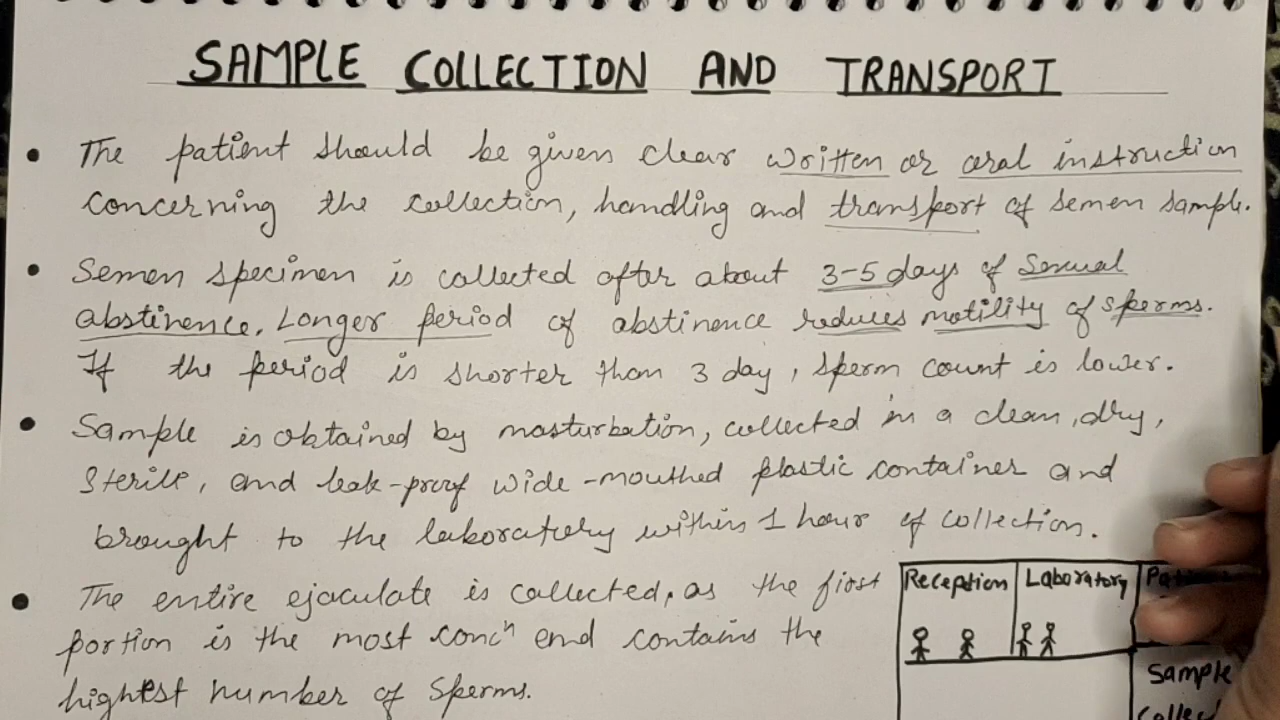 SAMPLE COLLECTION AND TRANSPORT
• The patient should be given clear written or oral instruction
concerning the collection, handling and transport of semen sample.
• Semen specimen is collected after about 3-5 days of Sexual
abstinence. Longer period of abstinence reduces motility of sperms.
If the period is shorter than 3 day, sperm count is lower.
• Sample is obtained by masturbation, collected in a clean, dry,
sterile, and leak-proof wide-mouthed plastic container and
brought to the laboratory within 1 hour of collection.
• The entire ejaculate is collected, as the first
portion is the most concn and contains the
highest number of sperms.
Reception Laboratory
Sample